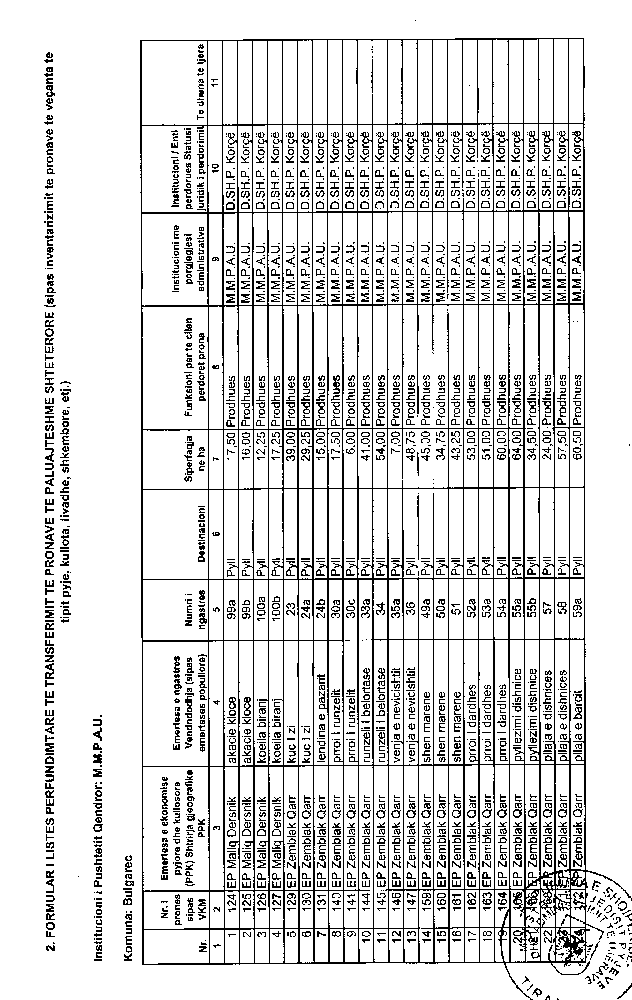 2. FORMULAR I LISTES PERFUNDIMTARE TE TRANSFERIMIT TE PRONAVE TE PALUAJTESHME SHTETERORE (sipas inventarizimit te pronave te veçanta te
tipit pyje, kullota, livadhe, shkembore, etj.)
Institucioni i Pushtetit Qendror: M.M.P.A.U.
Komuna: Bulgarec
Nr. Nr. i prones sipas VKM Emertesa e ekonomise pyjore dhe kullosore (PPK) Shtrirja gjeografike PPK Emertesa e ngastres Vendndodhja (sipas emerteses popullore) Numri i ngastres Destinacioni Siperfaqja ne ha Funksioni per te cilen perdoret prona Institucioni me pergjegjesi administrative Institucioni / Enti perdorues Statusi juridik i perdorimit Te dhena te tjera
1 2 3 4 5 6 7 8 9 10 11
1 124 EP Maliq Dersnik akacie kloce 99a Pyll 17,50 Prodhues M.M.P.A.U. D.SH.P. Korçë
2 125 EP Maliq Dersnik akacie kloce 99b Pyll 16,00 Prodhues M.M.P.A.U. D.SH.P. Korçë
3 126 EP Maliq Dersnik koeila biranj 100a Pyll 12,25 Prodhues M.M.P.A.U. D.SH.P. Korçë
4 127 EP Maliq Dersnik koeila biranj 100b Pyll 17,25 Prodhues M.M.P.A.U. D.SH.P. Korçë
5 129 EP Zemblak Qarr kuc I zi 23 Pyll 39,00 Prodhues M.M.P.A.U. D.SH.P. Korçë
6 130 EP Zemblak Qarr kuc I zi 24a Pyll 29,25 Prodhues M.M.P.A.U. D.SH.P. Korçë
7 131 EP Zemblak Qarr lendina e pazarit 24b Pyll 15,00 Prodhues M.M.P.A.U. D.SH.P. Korçë
8 140 EP Zemblak Qarr prroi I runzelit 30a Pyll 17,50 Prodhues M.M.P.A.U. D.SH.P. Korçë
9 141 EP Zemblak Qarr prroi I runzelit 30c Pyll 6,00 Prodhues M.M.P.A.U. D.SH.P. Korçë
10 144 EP Zemblak Qarr runzeli I belortase 33a Pyll 41,00 Prodhues M.M.P.A.U. D.SH.P. Korçë
11 145 EP Zemblak Qarr runzeli I belortase 34 Pyll 54,00 Prodhues M.M.P.A.U. D.SH.P. Korçë
12 146 EP Zemblak Qarr venja e nevicishtit 35a Pyll 7,00 Prodhues M.M.P.A.U. D.SH.P. Korçë
13 147 EP Zemblak Qarr venja e nevicishtit 36 Pyll 48,75 Prodhues M.M.P.A.U. D.SH.P. Korçë
14 159 EP Zemblak Qarr shen marene 49a Pyll 45,00 Prodhues M.M.P.A.U. D.SH.P. Korçë
15 160 EP Zemblak Qarr shen marene 50a Pyll 34,75 Prodhues M.M.P.A.U. D.SH.P. Korçë
16 161 EP Zemblak Qarr shen marene 51 Pyll 43,25 Prodhues M.M.P.A.U. D.SH.P. Korçë
17 162 EP Zemblak Qarr prroi I dardhes 52a Pyll 53,00 Prodhues M.M.P.A.U. D.SH.P. Korçë
18 163 EP Zemblak Qarr prroi I dardhes 53a Pyll 51,00 Prodhues M.M.P.A.U. D.SH.P. Korçë
19 164 EP Zemblak Qarr prroi I dardhes 54a Pyll 60,00 Prodhues M.M.P.A.U. D.SH.P. Korçë
20 165 EP Zemblak Qarr pyllezimi dishnice 55a Pyll 64,00 Prodhues M.M.P.A.U. D.SH.P. Korçë
21 166 EP Zemblak Qarr pyllezimi dishnice 55b Pyll 34,50 Prodhues M.M.P.A.U. D.SH.P. Korçë
22 168 EP Zemblak Qarr pllaja e dishnices 57 Pyll 24,00 Prodhues M.M.P.A.U. D.SH.P. Korçë
23 171 EP Zemblak Qarr pllaja e dishnices 58 Pyll 57,50 Prodhues M.M.P.A.U. D.SH.P. Korçë
24 172 EP Zemblak Qarr pllaja e barcit 59a Pyll 60,50 Prodhues M.M.P.A.U. D.SH.P. Korçë